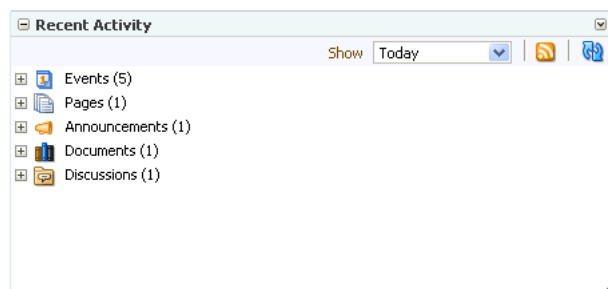 Recent Activity
Show Today
Events (5)
Pages (1)
Announcements (1)
Documents (1)
Discussions (1)